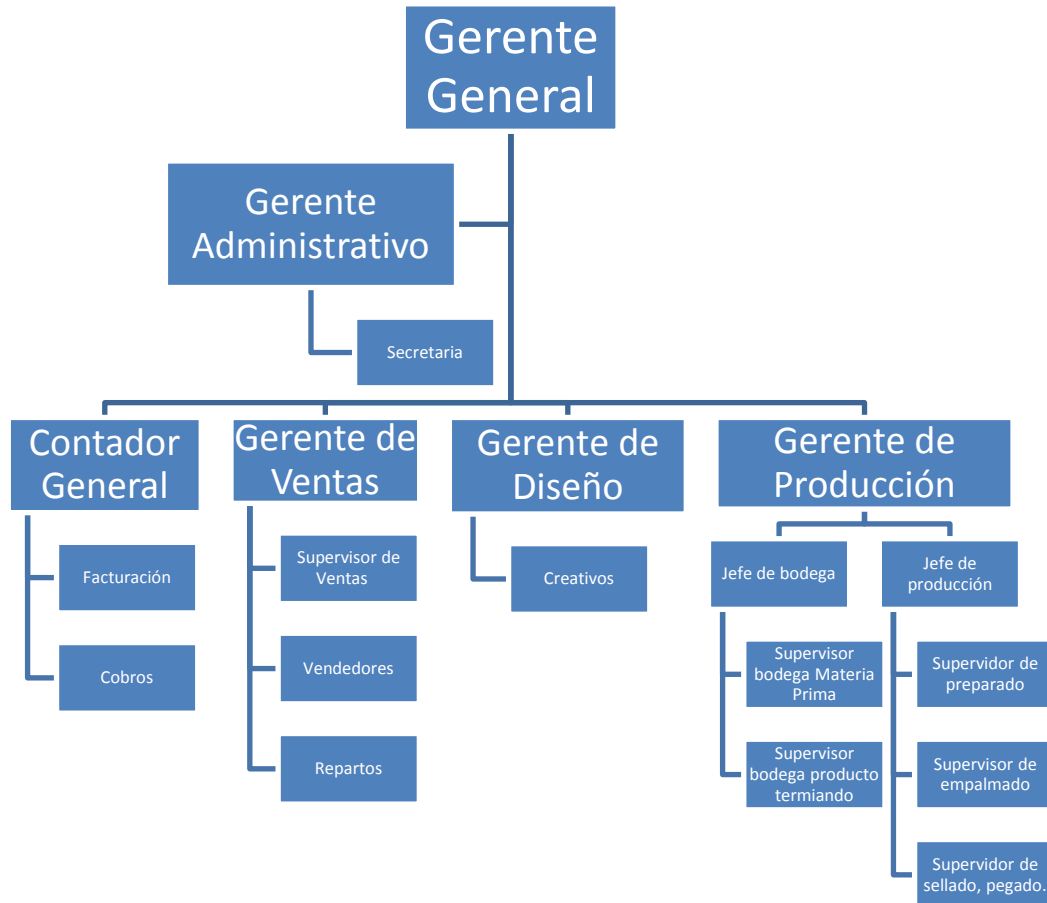 Gerente
General
Gerente
Administrativo
Secretaria
Contador
General
Facturación
Cobros
Gerente de
Ventas
Supervisor de
Ventas
Vendedores
Repartos
Gerente de
Diseño
Creativos
Gerente de
Producción
Jefe de bodega
Supervisor
bodega Materia
Prima
Supervisor
bodega producto
termiando
Jefe de
producción
Supervidor de
preparado
Supervisor de
empalmado
Supervidor de
sellado, pegado.